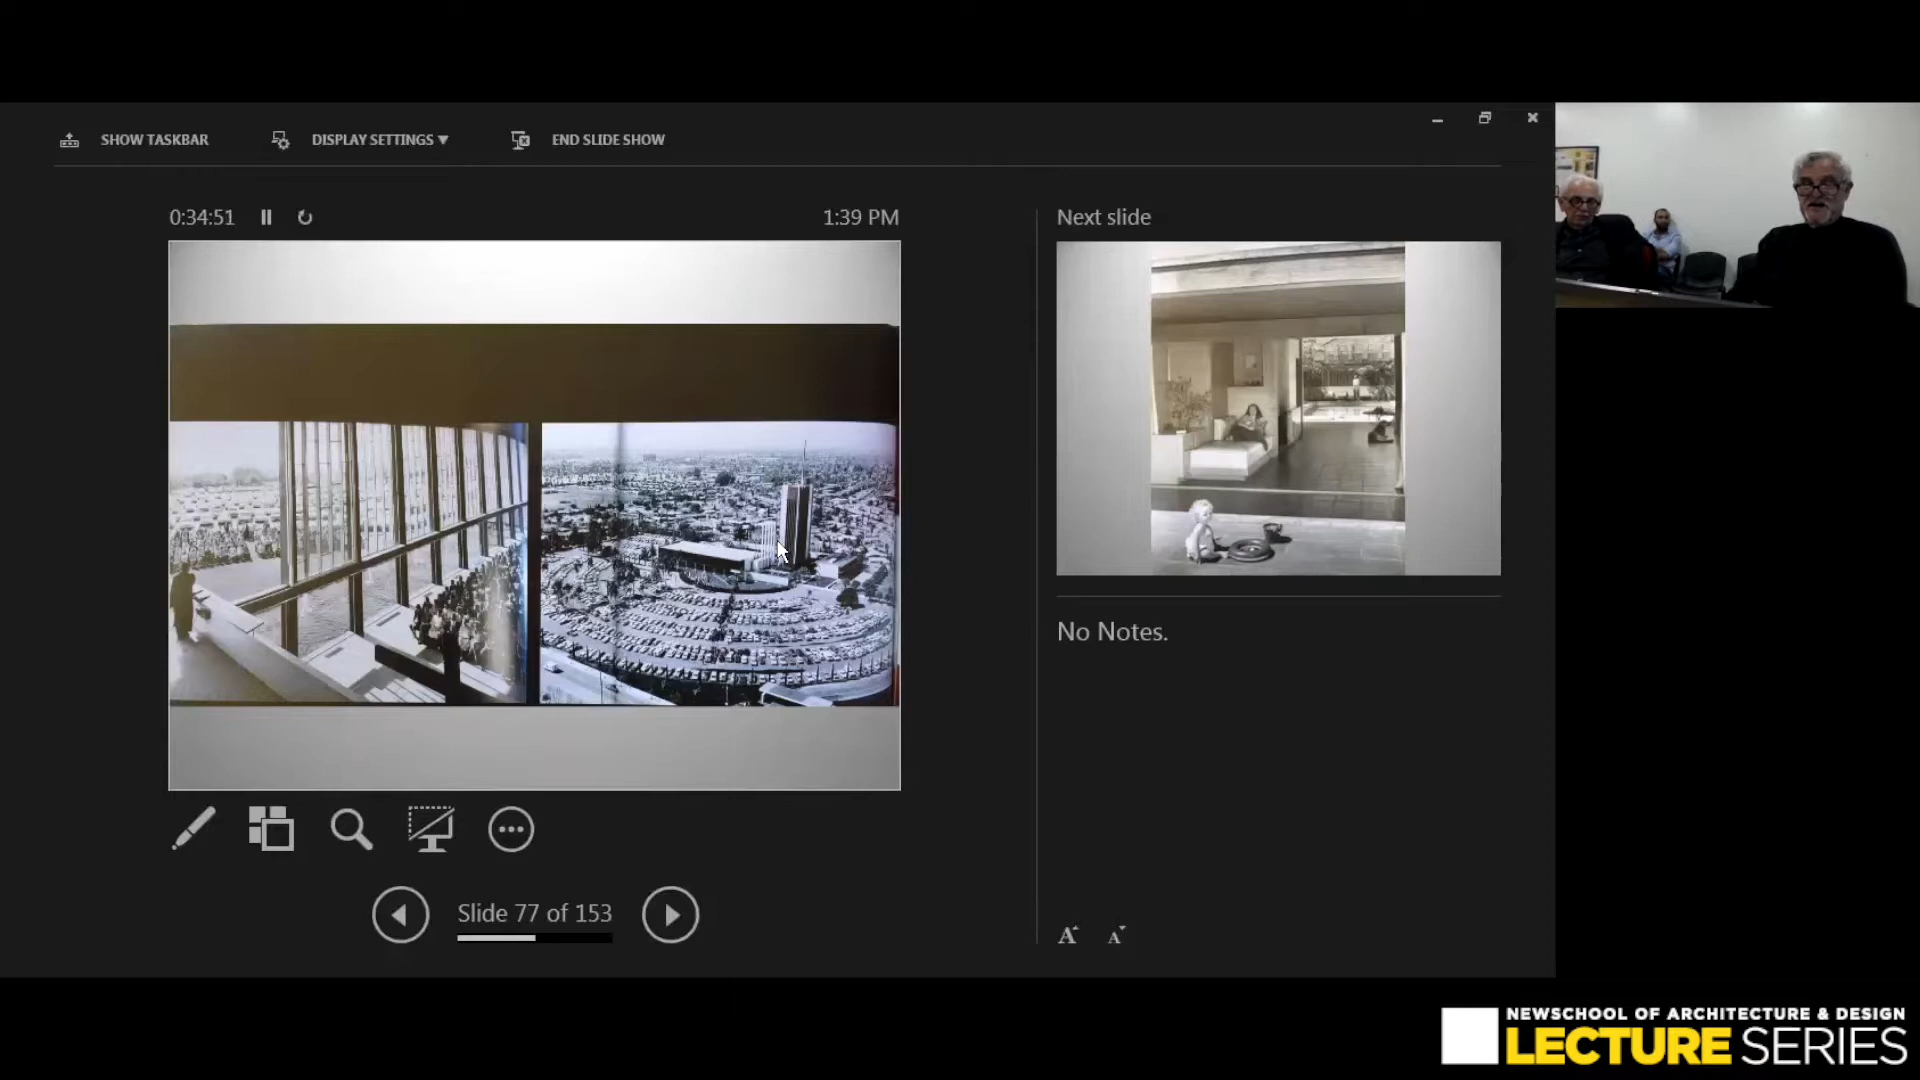 SHOW TASKBAR
DISPLAY SETTINGS ▼
END SLIDE SHOW
0:34:51
1:39 PM
Next slide
No Notes.
Slide 77 of 153
A A
NEWSCHOOL OF ARCHITECTURE & DESIGN
LECTURE SERIES